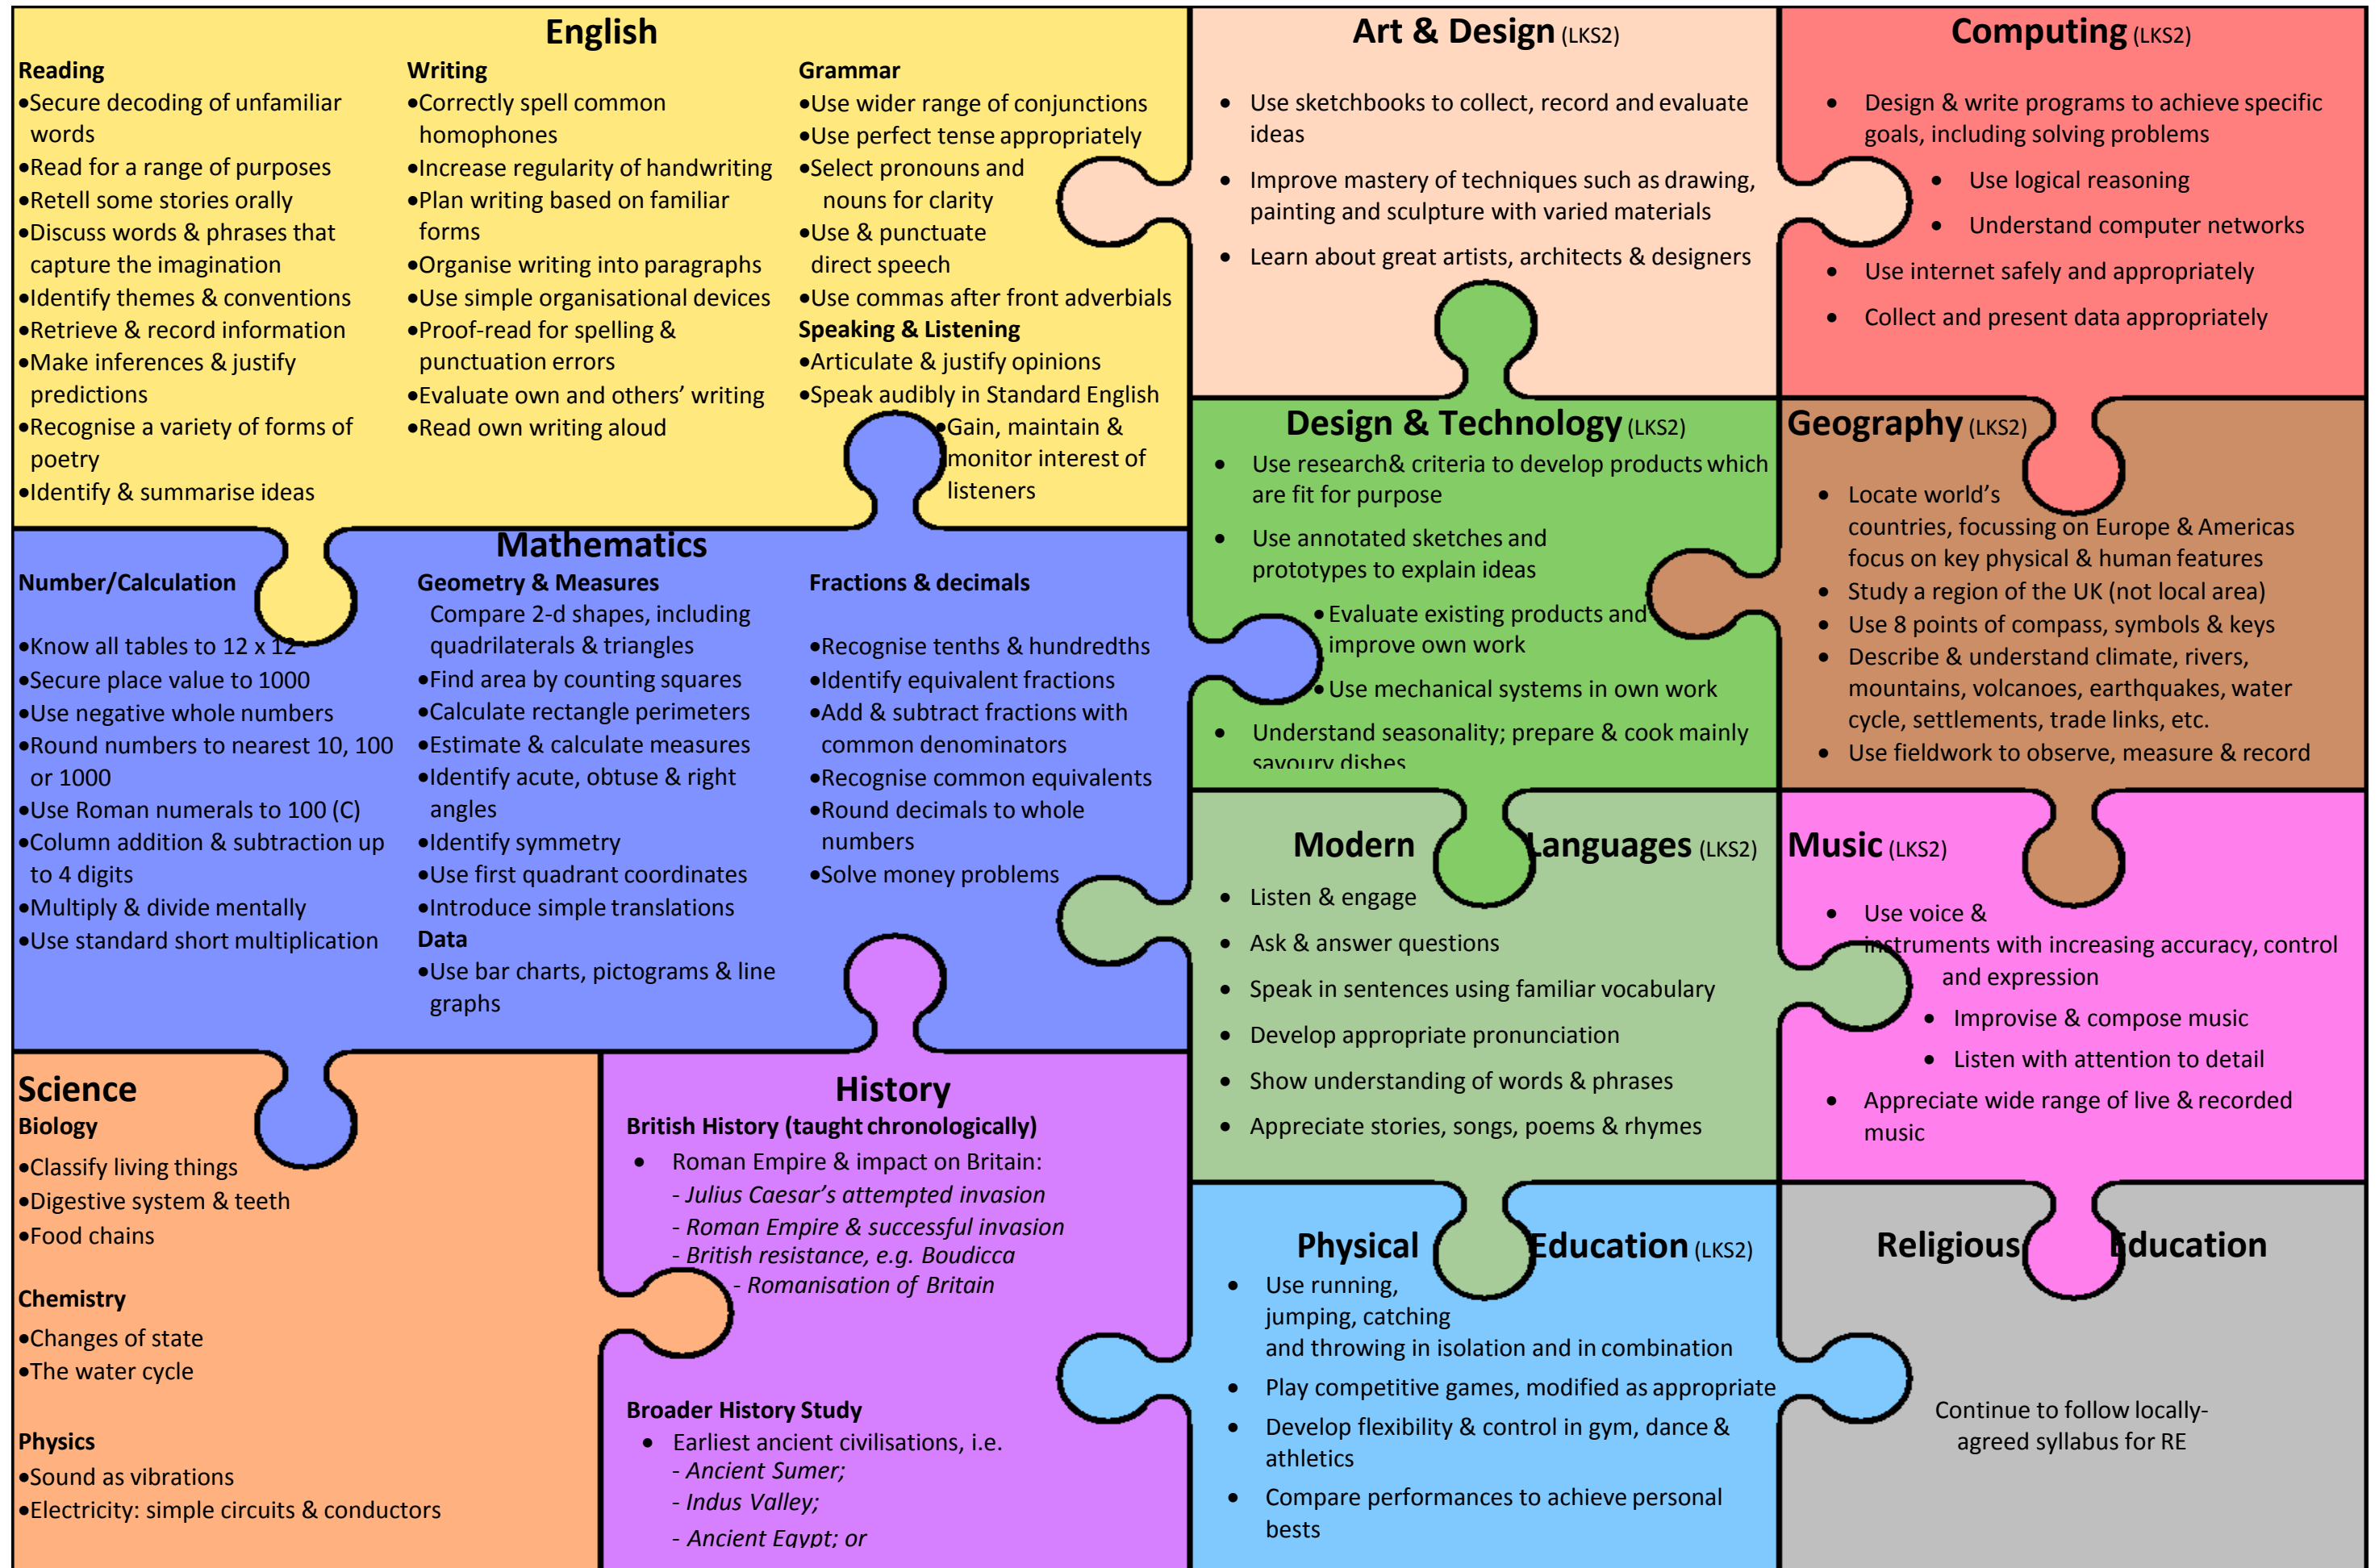 English
Reading
•Secure decoding of unfamiliar
words
•Read for a range of purposes
•Retell some stories orally
•Discuss words & phrases that
capture the imagination
•Identify themes & conventions
•Retrieve & record information
•Make inferences & justify
predictions
•Recognise a variety of forms of
poetry
•Identify & summarise ideas
Writing
•Correctly spell common
homophones
•Increase regularity of handwriting
•Plan writing based on familiar
forms
•Organise writing into paragraphs
•Use simple organisational devices
•Proof-read for spelling &
punctuation errors
•Evaluate own and others’ writing
•Read own writing aloud
Grammar
•Use wider range of conjunctions
•Use perfect tense appropriately
•Select pronouns and
nouns for clarity
•Use & punctuate
direct speech
•Use commas after front adverbials
Speaking & Listening
•Articulate & justify opinions
•Speak audibly in Standard English
•Gain, maintain &
monitor interest of
listeners
Art & Design (LKS2)
• Use sketchbooks to collect, record and evaluate
ideas
• Improve mastery of techniques such as drawing,
painting and sculpture with varied materials
• Learn about great artists, architects & designers
Computing (LKS2)
• Design & write programs to achieve specific
goals, including solving problems
• Use logical reasoning
• Understand computer networks
• Use internet safely and appropriately
• Collect and present data appropriately
Design & Technology (LKS2)
• Use research& criteria to develop products which
are fit for purpose
• Use annotated sketches and
prototypes to explain ideas
•Evaluate existing products and
improve own work
•Use mechanical systems in own work
• Understand seasonality; prepare & cook mainly
savoury dishes
Geography (LKS2)
• Locate world’s
countries, focussing on Europe & Americas
focus on key physical & human features
• Study a region of the UK (not local area)
• Use 8 points of compass, symbols & keys
• Describe & understand climate, rivers,
mountains, volcanoes, earthquakes, water
cycle, settlements, trade links, etc.
• Use fieldwork to observe, measure & record
Mathematics
Number/Calculation
•Know all tables to 12 x 12
•Secure place value to 1000
•Use negative whole numbers
•Round numbers to nearest 10, 100
or 1000
•Use Roman numerals to 100 (C)
•Column addition & subtraction up
to 4 digits
•Multiply & divide mentally
•Use standard short multiplication
Geometry & Measures
Compare 2-d shapes, including
quadrilaterals & triangles
•Find area by counting squares
•Calculate rectangle perimeters
•Estimate & calculate measures
•Identify acute, obtuse & right
angles
•Identify symmetry
•Use first quadrant coordinates
•Introduce simple translations
Data
•Use bar charts, pictograms & line
graphs
Fractions & decimals
•Recognise tenths & hundredths
•Identify equivalent fractions
•Add & subtract fractions with
common denominators
•Recognise common equivalents
•Round decimals to whole
numbers
•Solve money problems
Modern Languages (LKS2)
• Listen & engage
• Ask & answer questions
• Speak in sentences using familiar vocabulary
• Develop appropriate pronunciation
• Show understanding of words & phrases
• Appreciate stories, songs, poems & rhymes
Music (LKS2)
• Use voice &
instruments with increasing accuracy, control
and expression
• Improvise & compose music
• Listen with attention to detail
• Appreciate wide range of live & recorded
music
Science
Biology
•Classify living things
•Digestive system & teeth
•Food chains
Chemistry
•Changes of state
•The water cycle
Physics
•Sound as vibrations
•Electricity: simple circuits & conductors
History
British History (taught chronologically)
• Roman Empire & impact on Britain:
- Julius Caesar’s attempted invasion
- Roman Empire & successful invasion
- British resistance, e.g. Boudicca
- Romanisation of Britain
Broader History Study
• Earliest ancient civilisations, i.e.
- Ancient Sumer;
- Indus Valley;
- Ancient Egypt; or
Physical Education (LKS2)
• Use running,
jumping, catching
and throwing in isolation and in combination
• Play competitive games, modified as appropriate
• Develop flexibility & control in gym, dance &
athletics
• Compare performances to achieve personal
bests
Religious Education
Continue to follow locally-
agreed syllabus for RE